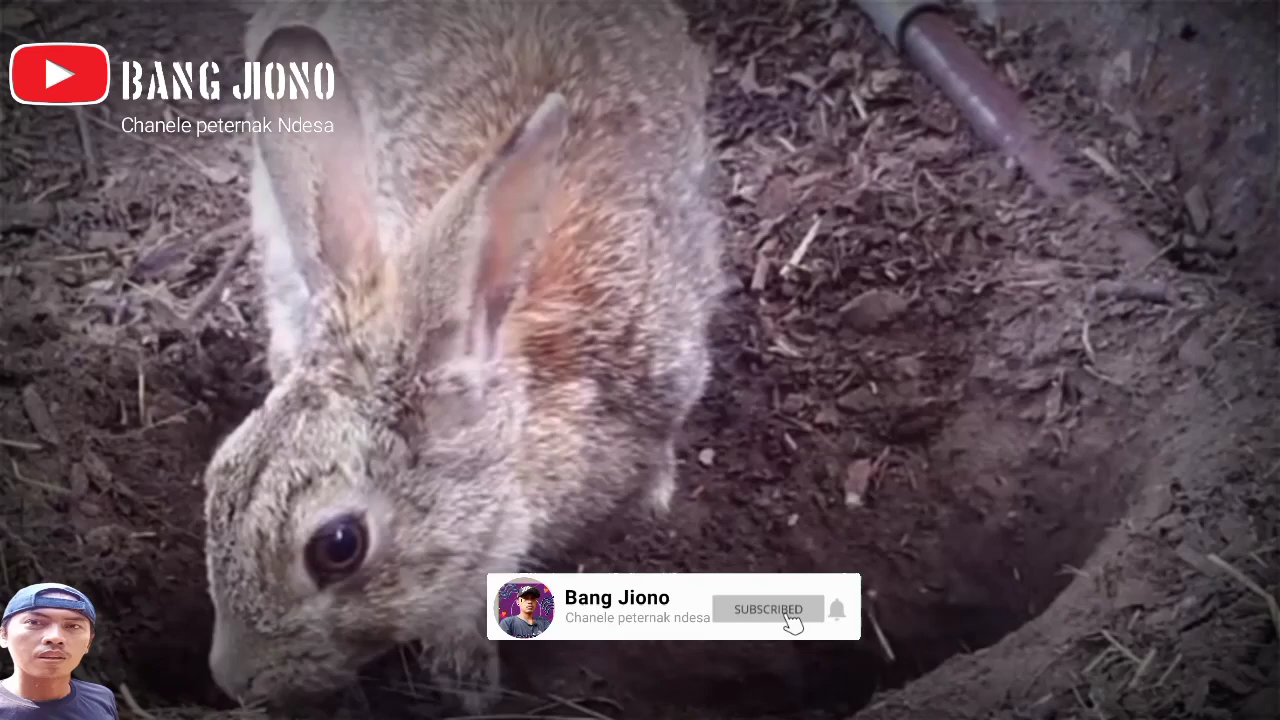 BANG JIONO
Chanele peternak Ndesa
Bang Jiono
Chanele peternak ndesa
SUBSCRIBED